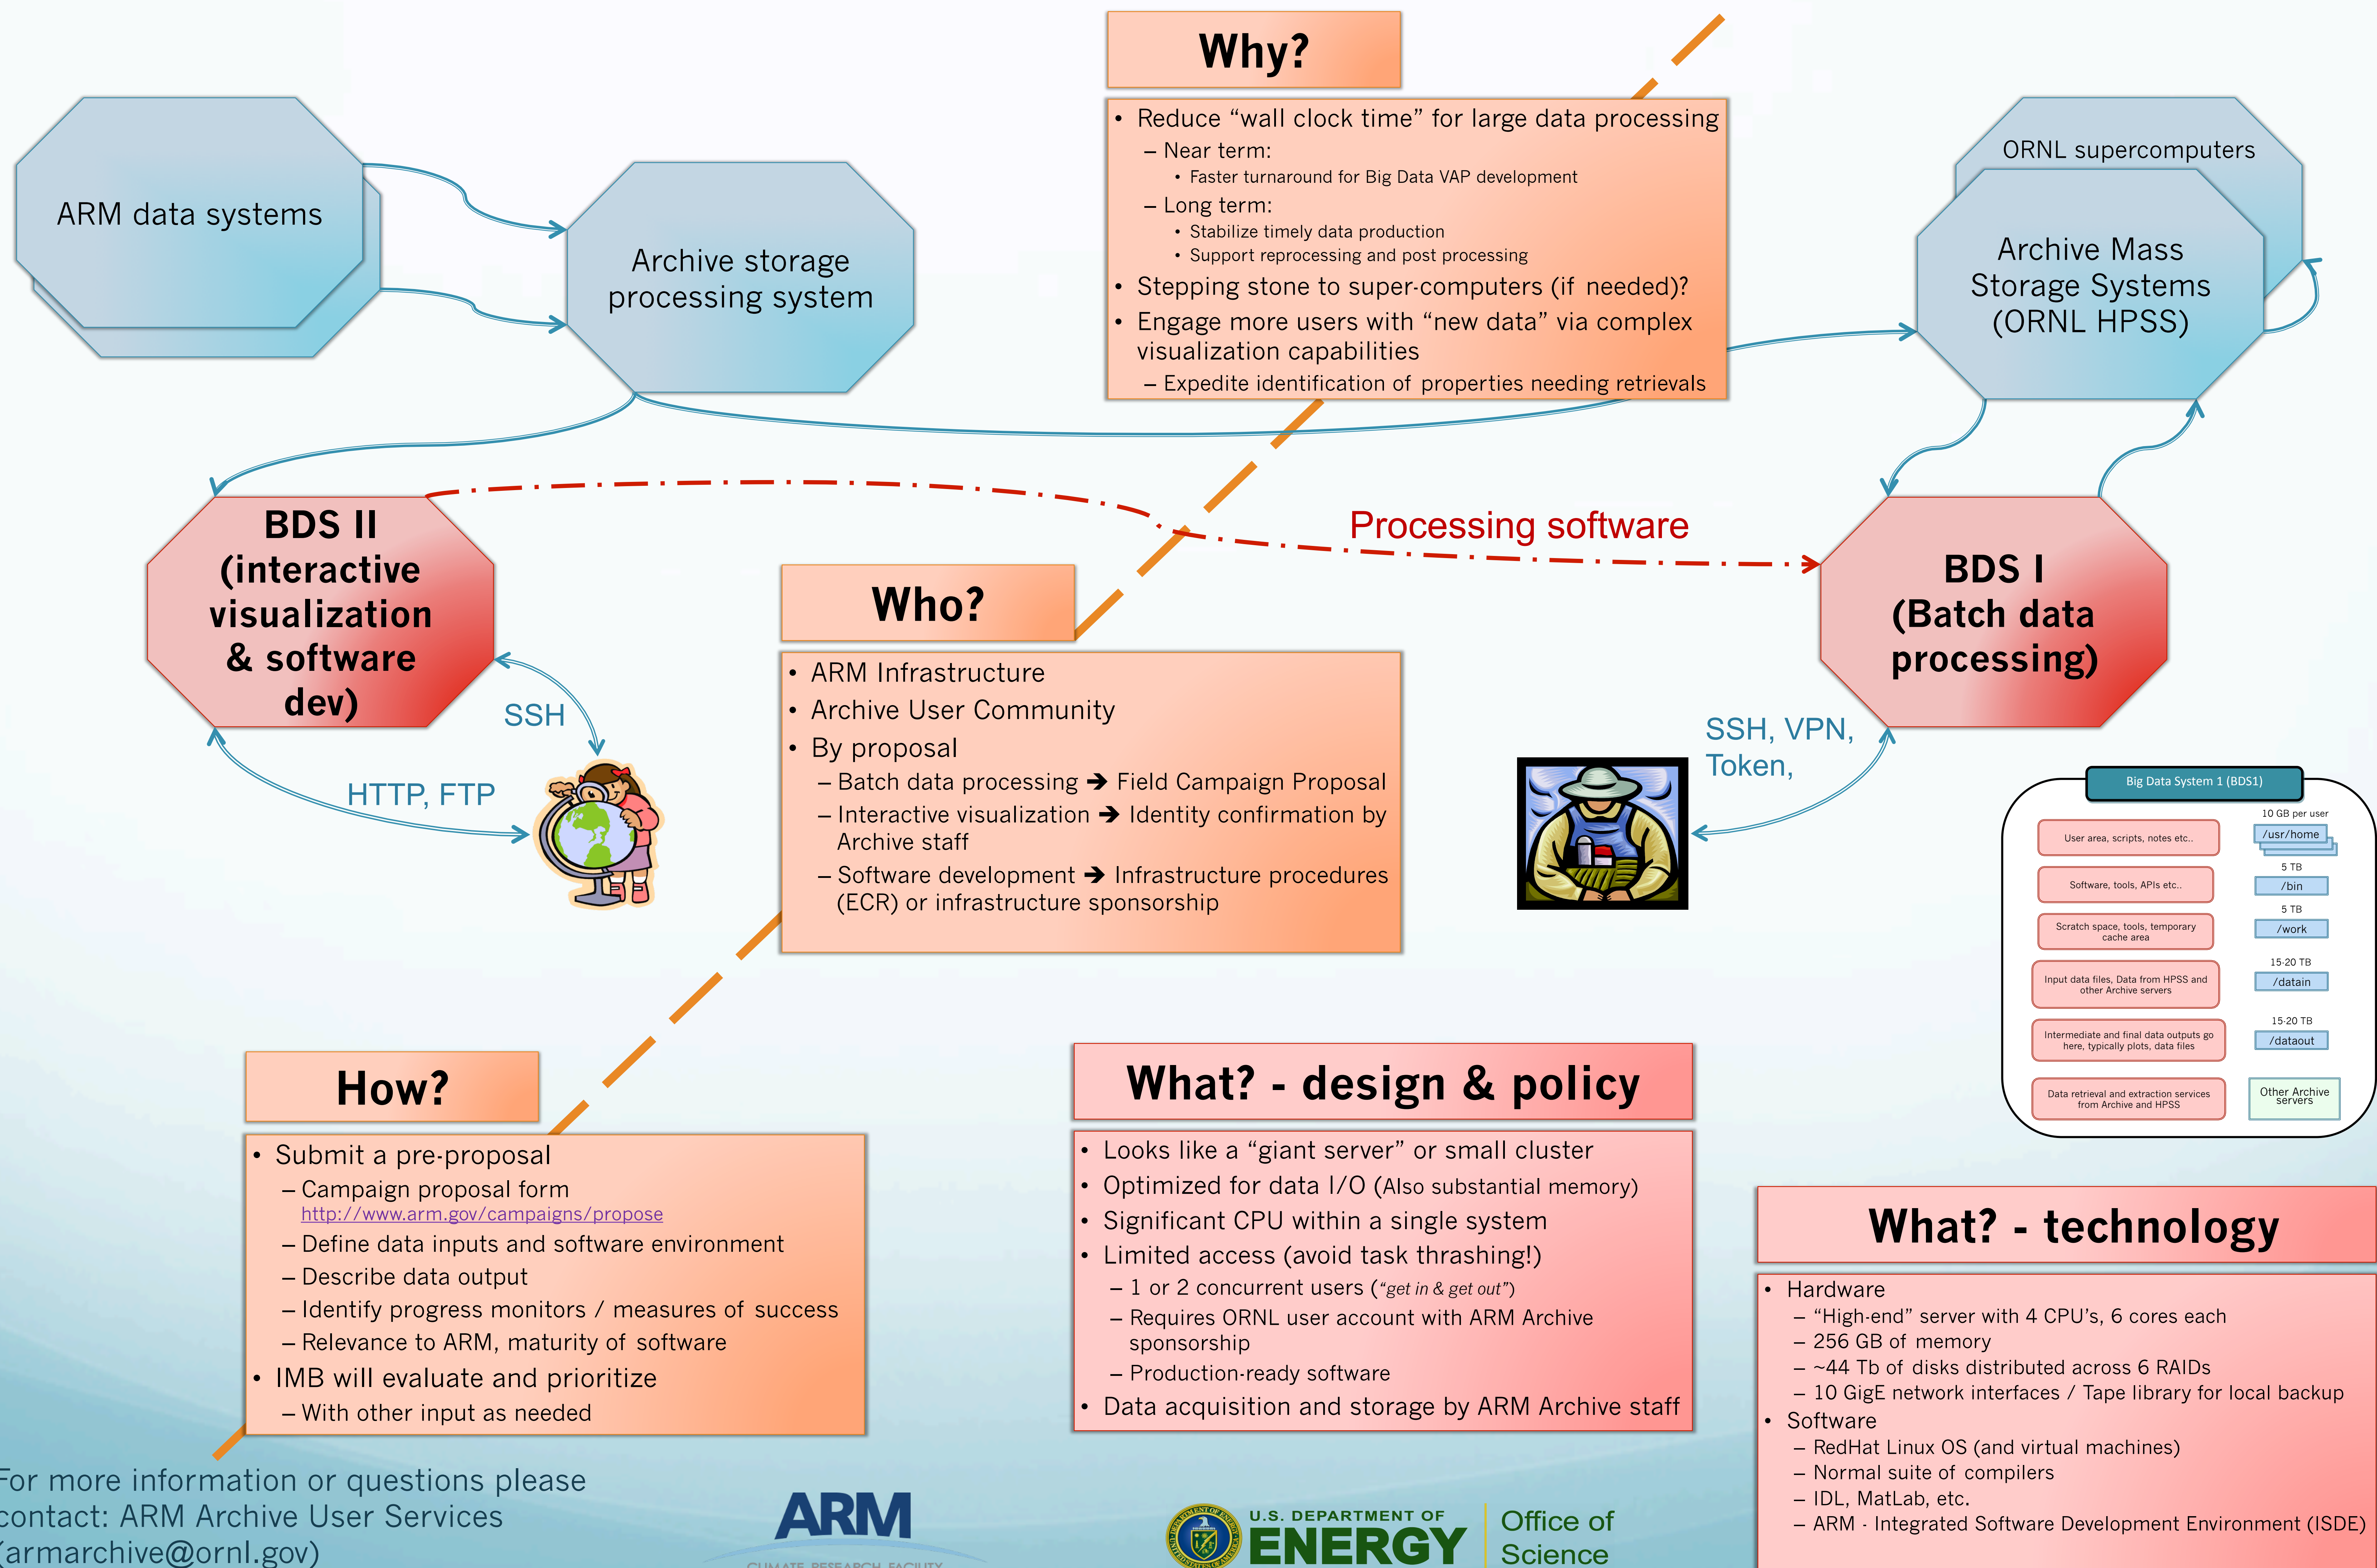 Why?
• Reduce “wall clock time” for large data processing
– Near term:
• Faster turnaround for Big Data VAP development
– Long term:
• Stabilize timely data production
• Support reprocessing and post processing
• Stepping stone to super-computers (if needed)?
• Engage more users with “new data” via complex
visualization capabilities
– Expedite identification of properties needing retrievals
ARM data systems
Archive storage
processing system
ORNL supercomputers
Archive Mass
Storage Systems
(ORNL HPSS)
BDS II
(interactive
visualization
& software
dev)
Processing software
BDS I
(Batch data
processing)
SSH
HTTP, FTP
SSH, VPN,
Token,
Who?
• ARM Infrastructure
• Archive User Community
• By proposal
– Batch data processing ➔ Field Campaign Proposal
– Interactive visualization ➔ Identity confirmation by
Archive staff
– Software development ➔ Infrastructure procedures
(ECR) or infrastructure sponsorship
Big Data System 1 (BDS1)
10 GB per user
User area, scripts, notes etc..
/usr/home
5 TB
Software, tools, APIs etc..
/bin
5 TB
Scratch space, tools, temporary
cache area
/work
15-20 TB
Input data files, Data from HPSS and
other Archive servers
/datain
15-20 TB
Intermediate and final data outputs go
here, typically plots, data files
/dataout
Data retrieval and extraction services
from Archive and HPSS
Other Archive
servers
How?
• Submit a pre-proposal
– Campaign proposal form
http://www.arm.gov/campaigns/propose
– Define data inputs and software environment
– Describe data output
– Identify progress monitors / measures of success
– Relevance to ARM, maturity of software
• IMB will evaluate and prioritize
– With other input as needed
What? - design & policy
• Looks like a “giant server” or small cluster
• Optimized for data I/O (Also substantial memory)
• Significant CPU within a single system
• Limited access (avoid task thrashing!)
– 1 or 2 concurrent users (“get in & get out”)
– Requires ORNL user account with ARM Archive
sponsorship
– Production-ready software
• Data acquisition and storage by ARM Archive staff
What? - technology
• Hardware
– “High-end” server with 4 CPU’s, 6 cores each
– 256 GB of memory
– ~44 Tb of disks distributed across 6 RAIDs
– 10 GigE network interfaces / Tape library for local backup
• Software
– RedHat Linux OS (and virtual machines)
– Normal suite of compilers
– IDL, MatLab, etc.
– ARM - Integrated Software Development Environment (ISDE)
For more information or questions please
contact: ARM Archive User Services
(armarchive@ornl.gov)
ARM
CLIMATE RESEARCH FACILITY
U.S. DEPARTMENT OF
ENERGY
Office of
Science